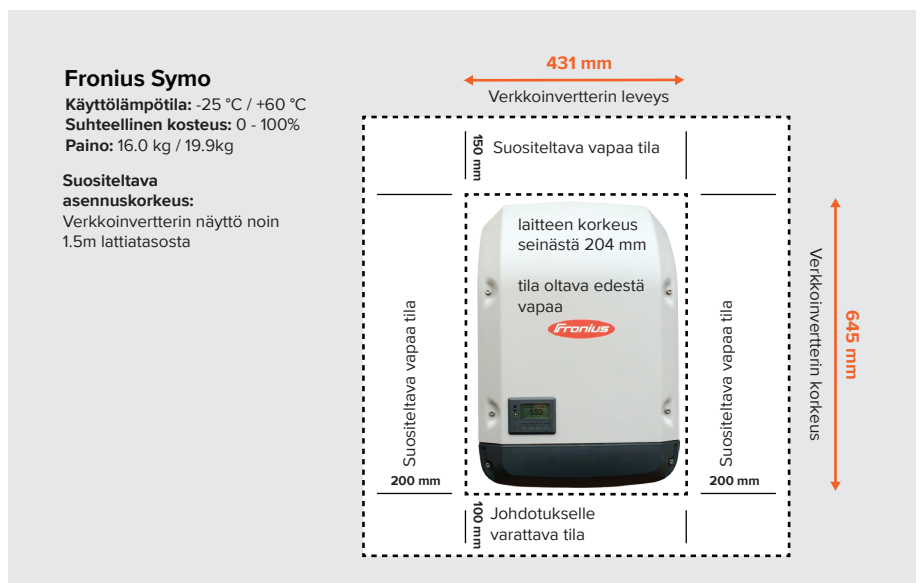 Fronius Symo
Käyttölämpötila: -25 °C / +60 °C
Suhteellinen kosteus: 0 - 100%
Paino: 16.0 kg / 19.9kg
Suositeltava
asennuskorkeus:
Verkkoinvertterin näyttö noin
1.5m lattiatasosta
431 mm
Verkkoinvertterin leveys
150 mm
Suositeltava vapaa tila
laitteen korkeus
seinästä 204 mm
tila oltava edestä
vapaa
Fronius
Suositeltava vapaa tila
200 mm
Suositeltava vapaa tila
200 mm
Verkkoinvertterin korkeus
645 mm
100 mm
Johdotukselle
varattava tila